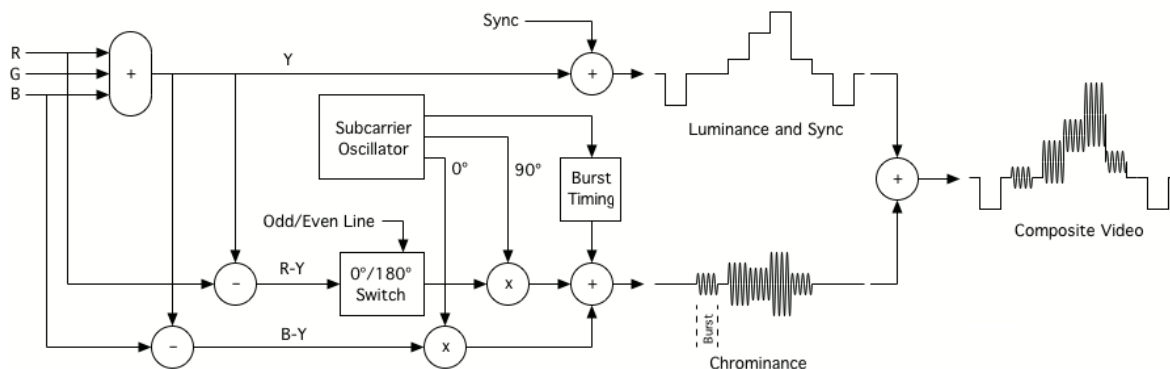 Sync
R
G
B
+
Y
+
Luminance and Sync
Subcarrier
Oscillator
0°
90°
Burst
Timing
+
Composite Video
Odd/Even Line
R-Y
-
0°/180°
Switch
x
+
B-Y
-
x
Burst
Chrominance